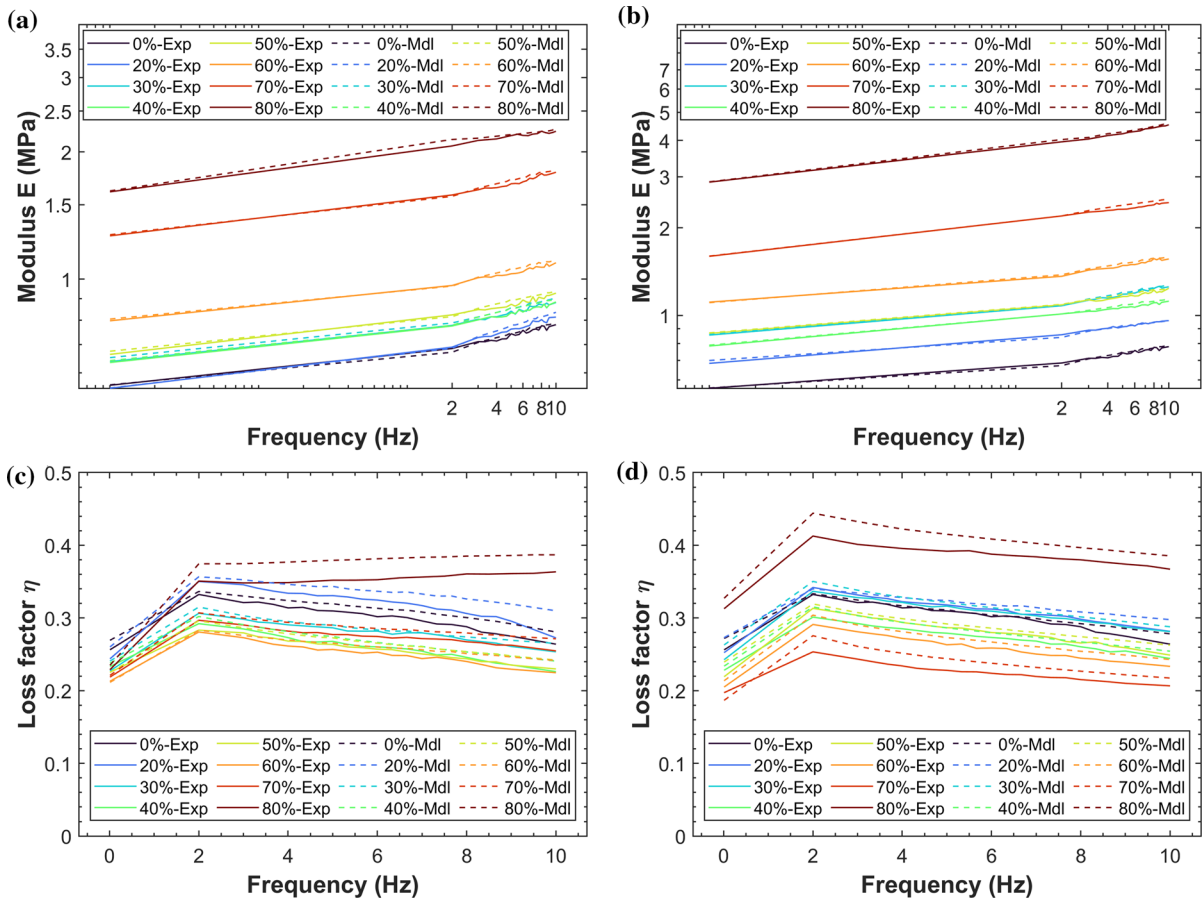 (a)
3.5
3
2.5
2
1.5
1
Modulus E (MPa)
0%-Exp 50%-Exp 0%-Mdl 50%-Mdl
20%-Exp 60%-Exp 20%-Mdl 60%-Mdl
30%-Exp 70%-Exp 30%-Mdl 70%-Mdl
40%-Exp 80%-Exp 40%-Mdl 80%-Mdl
2 4 6 8 10
Frequency (Hz)
(b)
7
6
5
4
3
2
1
Modulus E (MPa)
0%-Exp 50%-Exp 0%-Mdl 50%-Mdl
20%-Exp 60%-Exp 20%-Mdl 60%-Mdl
30%-Exp 70%-Exp 30%-Mdl 70%-Mdl
40%-Exp 80%-Exp 40%-Mdl 80%-Mdl
2 4 6 8 10
Frequency (Hz)
(c)
0.5
0.4
0.3
0.2
0.1
0
Loss factor η
0%-Exp 50%-Exp 0%-Mdl 50%-Mdl
20%-Exp 60%-Exp 20%-Mdl 60%-Mdl
30%-Exp 70%-Exp 30%-Mdl 70%-Mdl
40%-Exp 80%-Exp 40%-Mdl 80%-Mdl
0 2 4 6 8 10
Frequency (Hz)
(d)
0.5
0.4
0.3
0.2
0.1
0
Loss factor η
0%-Exp 50%-Exp 0%-Mdl 50%-Mdl
20%-Exp 60%-Exp 20%-Mdl 60%-Mdl
30%-Exp 70%-Exp 30%-Mdl 70%-Mdl
40%-Exp 80%-Exp 40%-Mdl 80%-Mdl
0 2 4 6 8 10
Frequency (Hz)